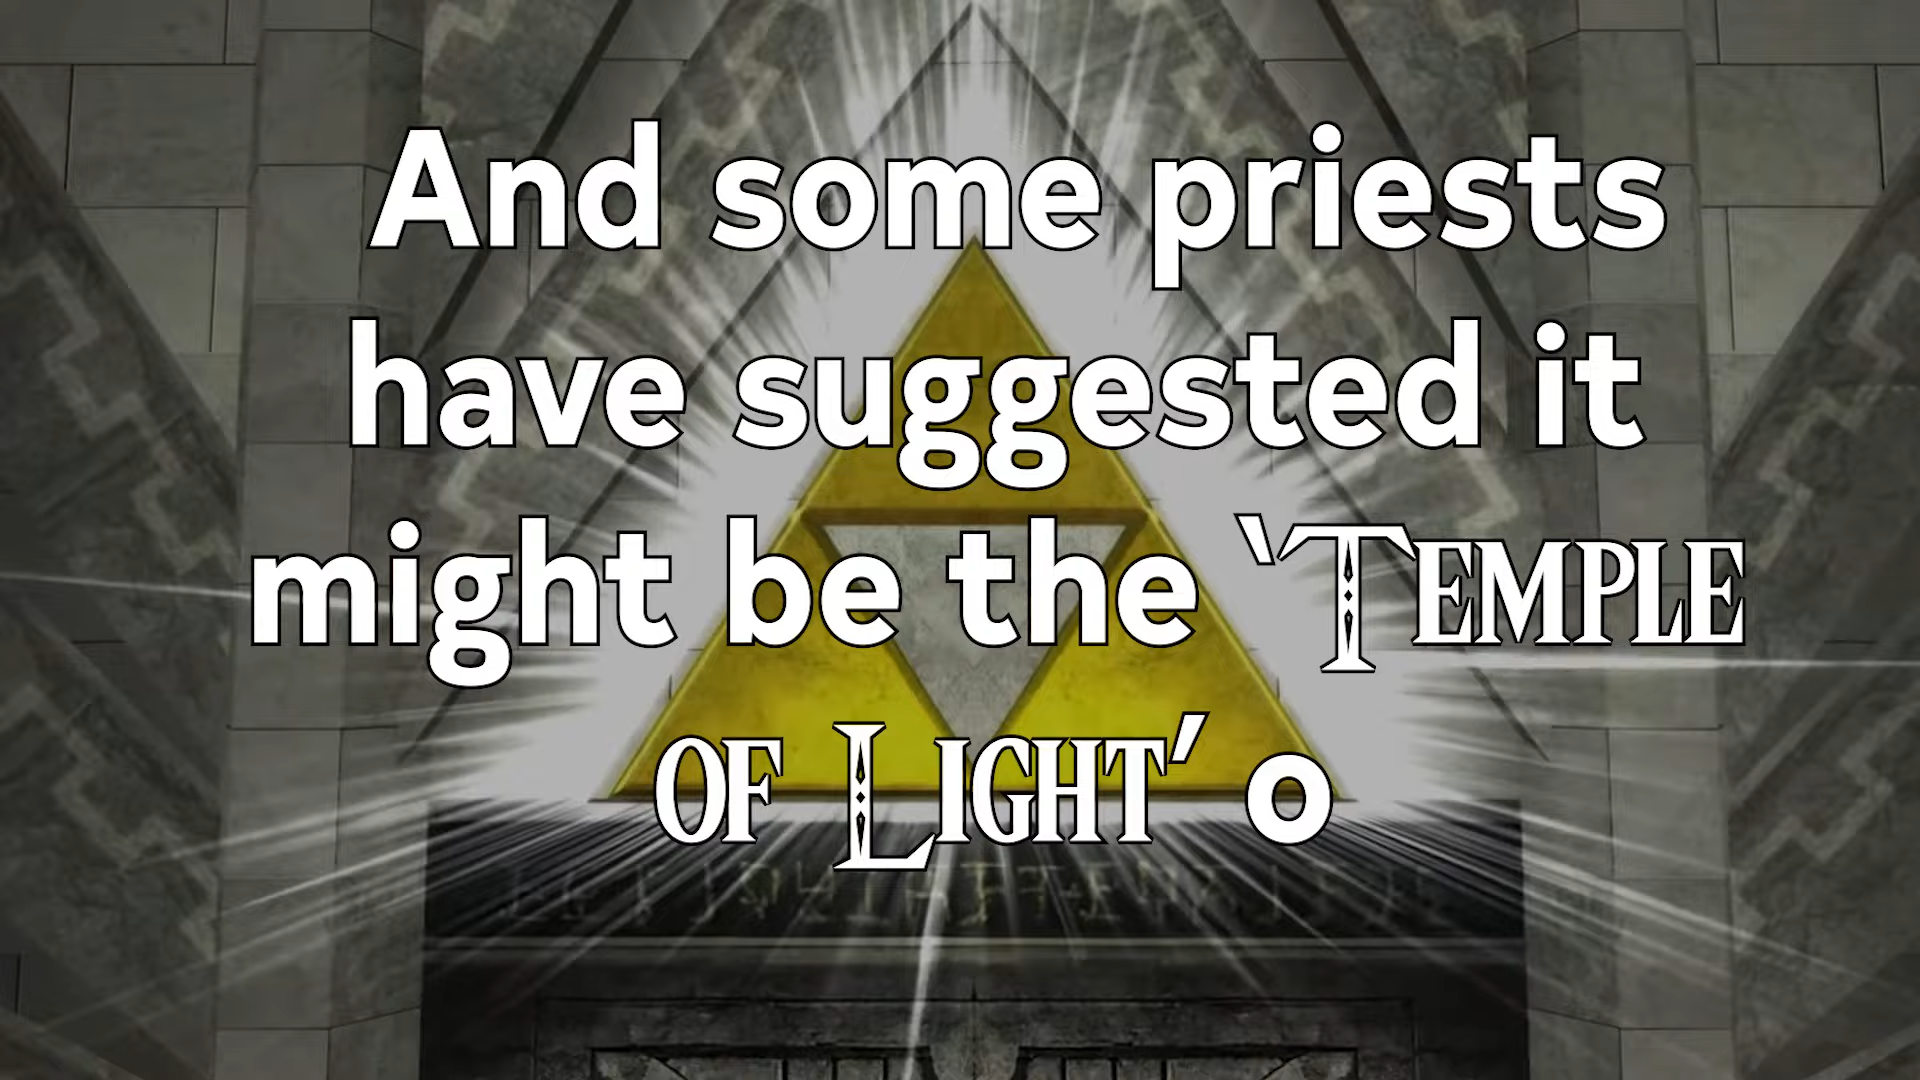 And some priests
have suggested it
might be the ‘Temple
of Light’ o